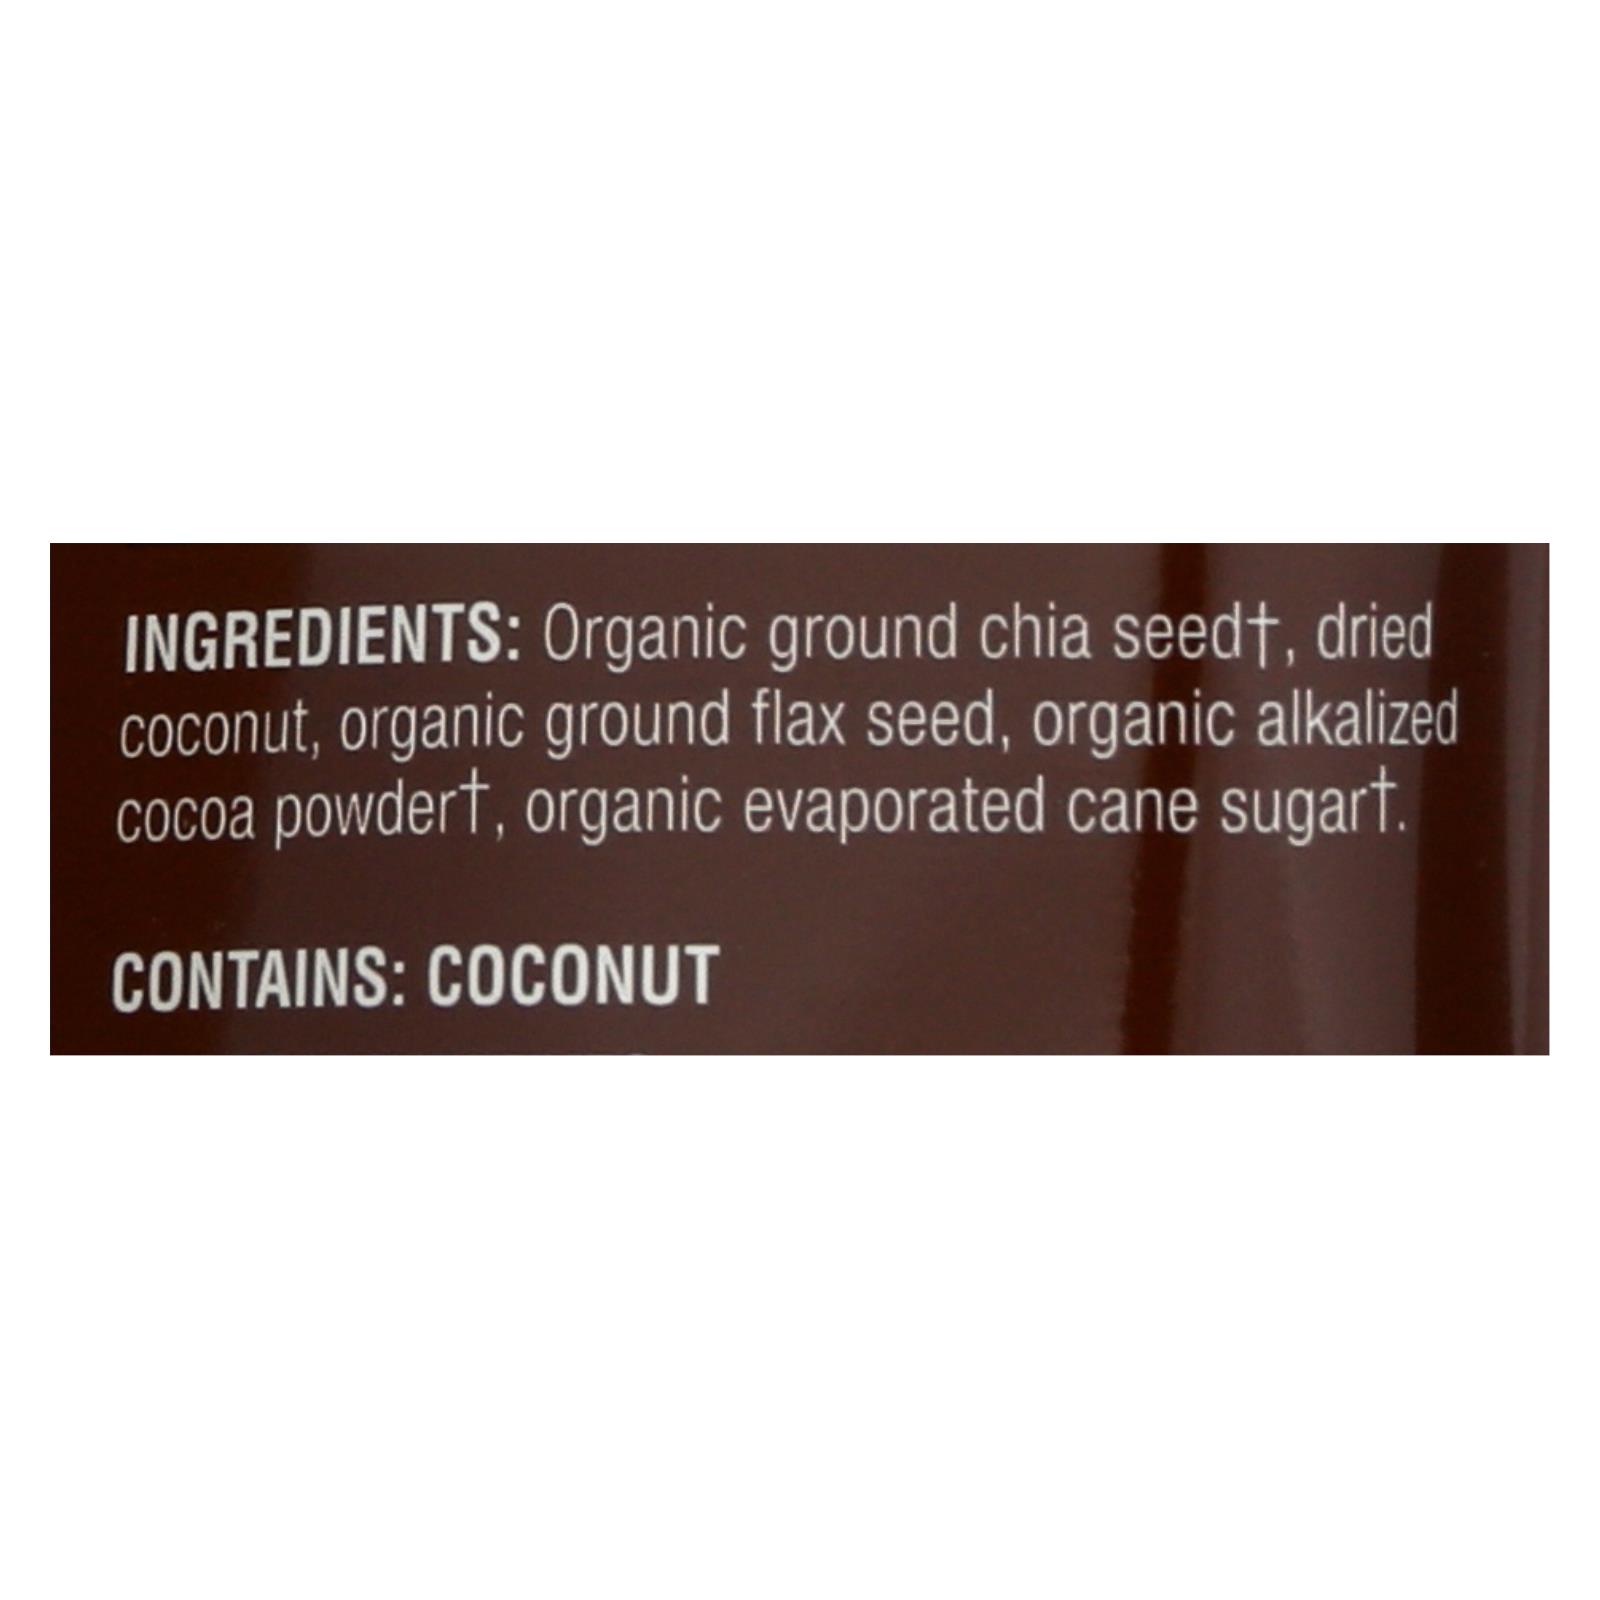 INGREDIENTS: Organic ground chia seed†, dried
coconut, organic ground flax seed, organic alkalized
cocoa powder†, organic evaporated cane sugar†.
CONTAINS: COCONUT